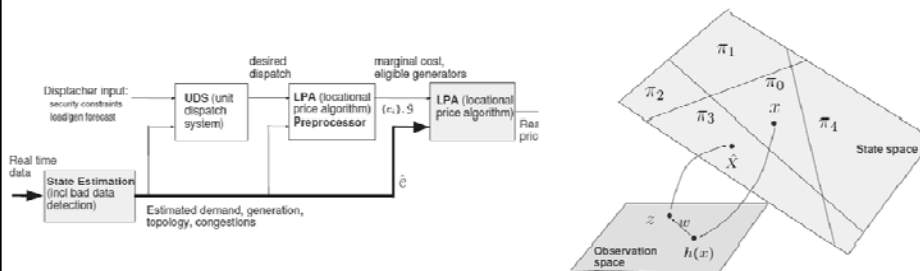 desired
dispatch
marginal cost,
eligible generators
Displacher input:
security constraints
load/gen forecast
UDS (unit
dispatch
system)
LPA (locational
price algorithm)
Preprocessor
LPA (locational
price algorithm)
Real time
data
State Estimation
(incl bad data
detection)
Estimated demand, generation,
topology, congestions
π₁
π₀
π₂
π₃
x
π₄
State space
x̂
z
w
h(x)
Observation
space